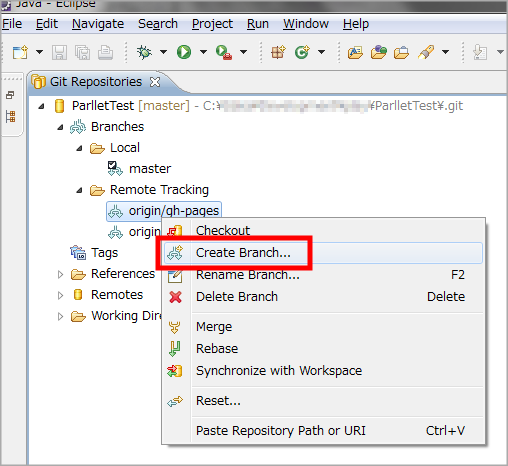 Java - Eclipse
File Edit Navigate Search Project Run Window Help
Git Repositories
ParlletTest [master] - C:¥ ¥ParlletTest¥.git
Branches
Local
master
Remote Tracking
origin/gh-pages
origin
Checkout
Create Branch...
Tags
References
Rename Branch... F2
Remotes
Delete Branch Delete
Working Dire
Merge
Rebase
Synchronize with Workspace
Reset...
Paste Repository Path or URI Ctrl+V